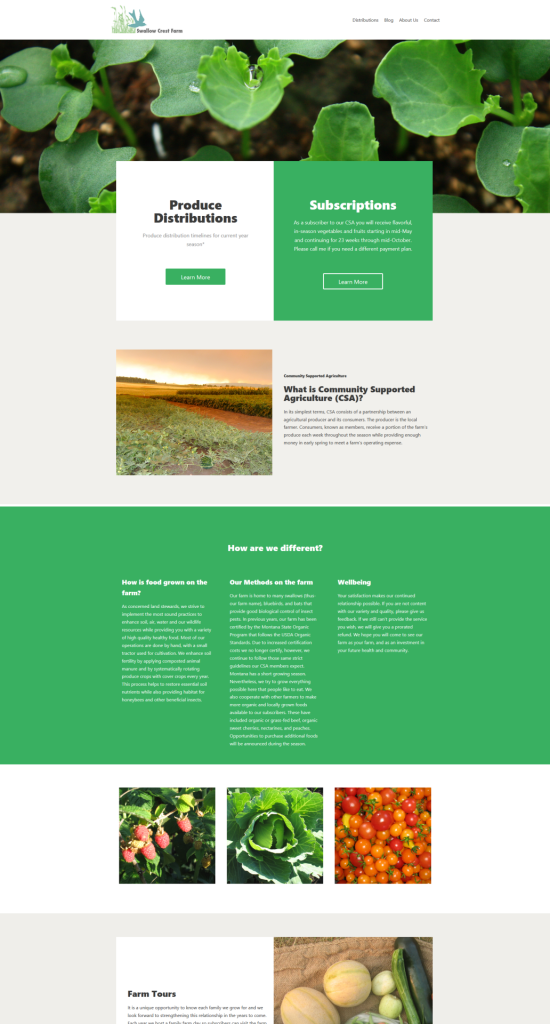 Swallow Crest Farm
Distributions Blog About Us Contact
Produce
Distributions
Produce distribution timelines for current year
season*
Learn More
Subscriptions
As a subscriber to our CSA you will receive flavorful,
in-season vegetables and fruits starting in mid-May
and continuing for 23 weeks through mid-October.
Please call me if you need a different payment plan.
Learn More
Community Supported Agriculture
What is Community Supported
Agriculture (CSA)?
In its simplest terms, CSA consists of a partnership between an
agricultural producer and its consumers. The producer is the local
farmer. Consumers, known as members, receive a portion of the farm's
produce each week throughout the season while providing enough
money in early spring to meet a farm's operating expense.
How are we different?
How is food grown on the
farm?
As concerned land stewards, we strive to
implement the most sound practices to
enhance soil, air, water and our wildlife
resources while providing you with a variety
of high quality healthy food. Most of our
operations are done by hand, with a small
tractor used for cultivation. We enhance soil
fertility by applying composted animal
manure and by systematically rotating
produce crops with cover crops every year.
This process helps to restore essential soil
nutrients while also providing habitat for
honeybees and other beneficial insects.
Our Methods on the farm
Our farm is home to many swallows (thus
our farm name), bluebirds, and bats that
provide good biological control of insect
pests. In previous years, our farm has been
certified by the Montana State Organic
Program that follows the USDA Organic
Standards. Due to increased certification
costs we no longer certify, however, we
continue to follow those same strict
guidelines our CSA members expect.
Montana has a short growing season.
Nevertheless, we try to grow everything
possible here that people like to eat. We
also cooperate with other farmers to make
more organic and locally grown foods
available to our subscribers. These have
included organic or grass-fed beef, organic
sweet cherries, nectarines, and peaches.
Opportunities to purchase additional foods
will be announced during the season.
Wellbeing
Your satisfaction makes our continued
relationship possible. If you are not content
with our variety and quality, please give us
feedback. If we still can't provide the service
you wish, we will give you a prorated
refund. We hope you will come to see our
farm as your farm, and as an investment in
your future health and community.
Farm Tours
It is a unique opportunity to know each family we grow for and we
look forward to strengthening this relationship in the years to come.